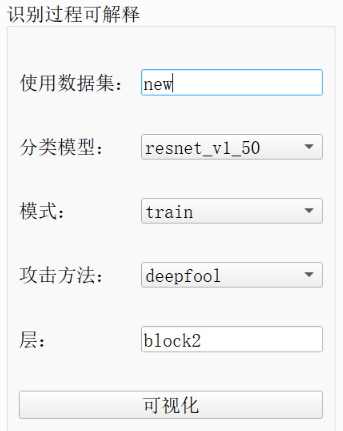 识别过程可解释
使用数据集： new
分类模型： resnet_v1_50
模式： train
攻击方法： deepfool
层： block2
可视化